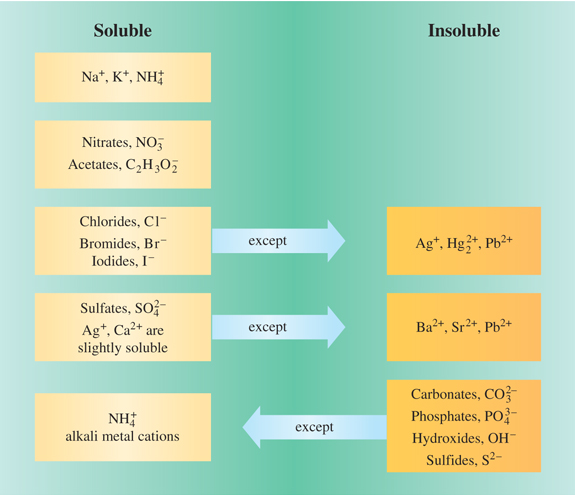 Soluble
Insoluble
Na⁺, K⁺, NH₄⁺
Nitrates, NO₃⁻
Acetates, C₂H₃O₂⁻
Chlorides, Cl⁻
Bromides, Br⁻
Iodides, I⁻
except
Ag⁺, Hg₂²⁺, Pb²⁺
Sulfates, SO₄²⁻
Ag⁺, Ca²⁺ are
slightly soluble
except
Ba²⁺, Sr²⁺, Pb²⁺
NH₄⁺
alkali metal cations
except
Carbonates, CO₃²⁻
Phosphates, PO₄³⁻
Hydroxides, OH⁻
Sulfides, S²⁻